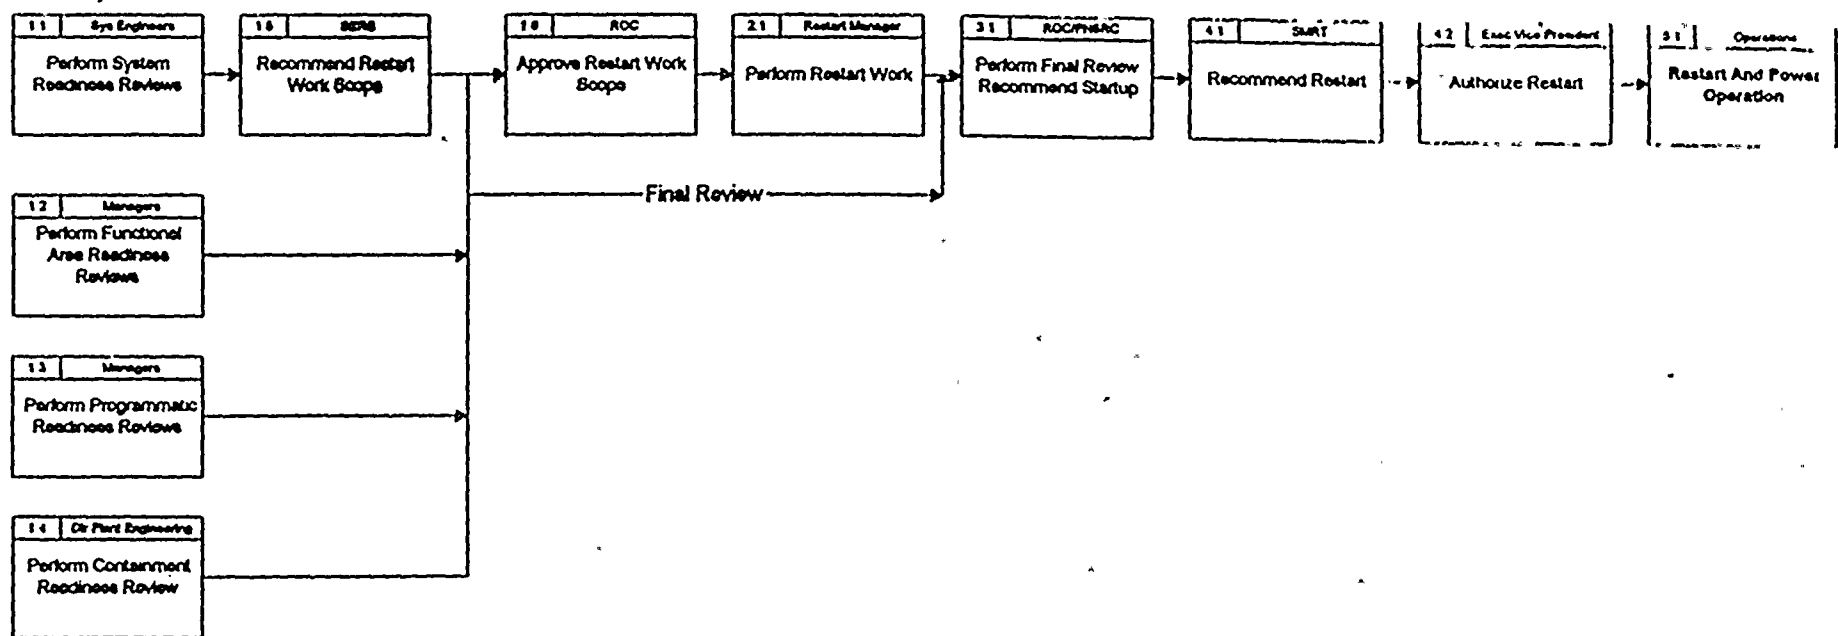 1.1 Sys Engineers
Perform System
Readiness Reviews
1.5 SERB
Recommend Restart
Work Scope
ROC
Approve Restart Work
Scope
2.1 Restart Manager
Perform Restart Work
3.1 ROC/PNSRC
Perform Final Review
Recommend Startup
4.1 SMRT
Recommend Restart
4.2 Exec Vice President
Authorize Restart
5.1 Operations
Restart And Power
Operation
Final Review
1.2 Managers
Perform Functional
Area Readiness
Reviews
1.3 Managers
Perform Programmatic
Readiness Reviews
1.4 Dir Plant Engineering
Perform Containment
Readiness Review